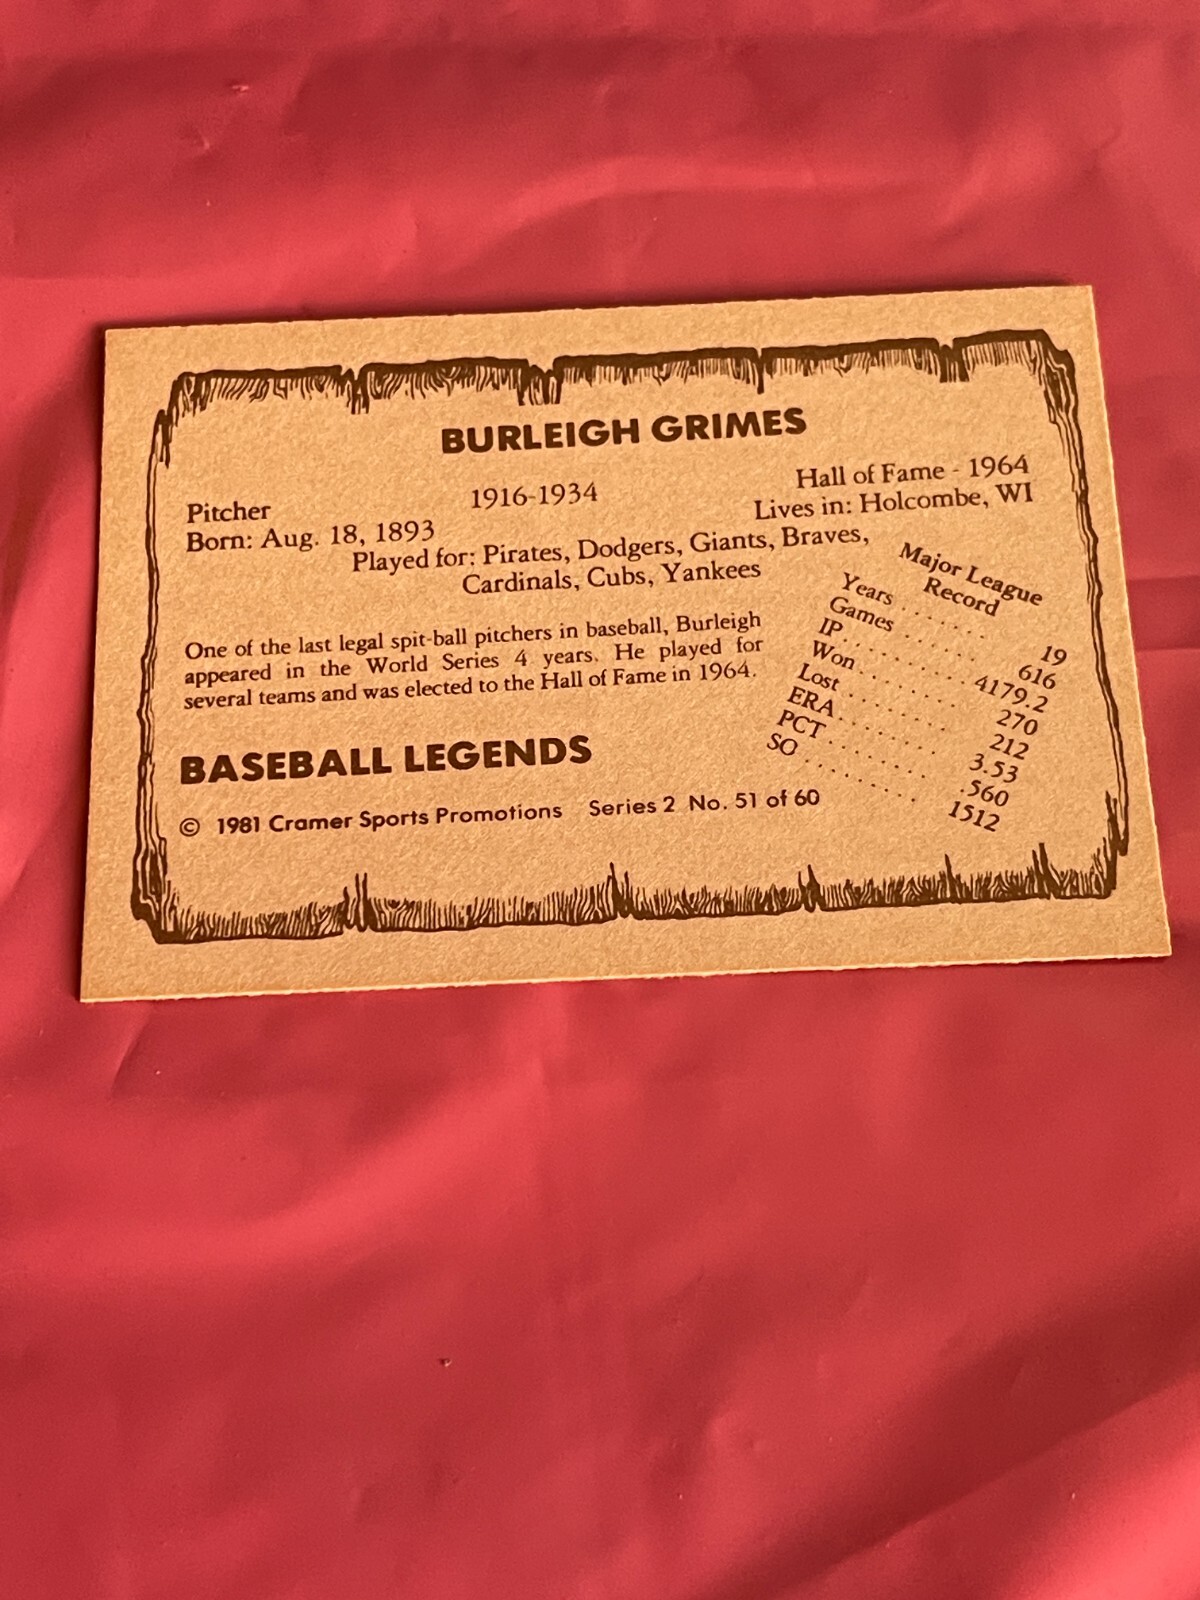 BURLEIGH GRIMES
Pitcher 1916-1934 Hall of Fame - 1964
Born: Aug. 18, 1893 Lives in: Holcombe, WI
Played for: Pirates, Dodgers, Giants, Braves,
Cardinals, Cubs, Yankees
One of the last legal spit-ball pitchers in baseball, Burleigh
appeared in the World Series 4 years. He played for
several teams and was elected to the Hall of Fame in 1964.
Major League
Record
Years . . . . . . . 19
Games . . . . . . . 616
IP . . . . . . . . . . 4179.2
Won . . . . . . . . 270
Lost . . . . . . . . 212
ERA . . . . . . . . 3.53
PCT . . . . . . . . .560
SO . . . . . . . . . 1512
BASEBALL LEGENDS
© 1981 Cramer Sports Promotions Series 2 No. 51 of 60